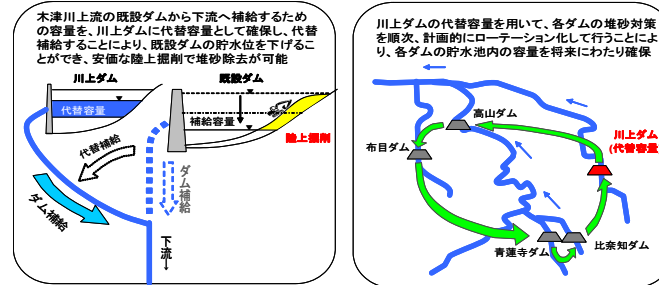 木津川上流の既設ダムから下流へ補給するため
の容量を、川上ダムに代替容量として確保し、代替
補給することにより、既設ダムの貯水位を下げるこ
とができ、安価な陸上掘削で堆砂除去が可能
川上ダム
既設ダム
代替容量
補給容量
陸上掘削
代替補給
ダム補給
ダム補給
下流→
川上ダムの代替容量を用いて、各ダムの堆砂対策
を順次、計画的にローテーション化して行うことによ
り、各ダムの貯水池内の容量を将来にわたり確保
高山ダム
布目ダム
川上ダム
(代替容量)
青蓮寺ダム
比奈知ダム